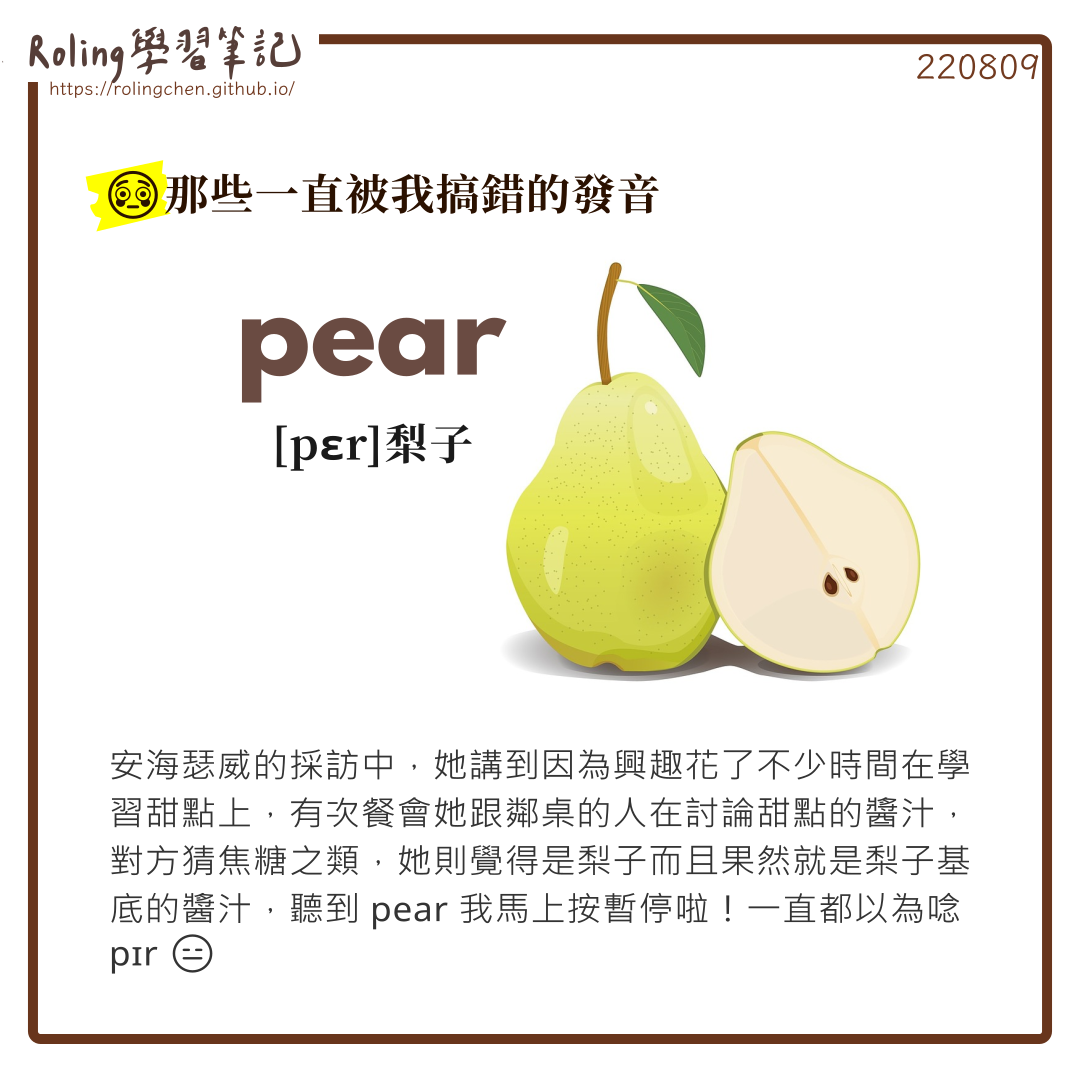 Roling學習筆記
https://rolingchen.github.io/
220809
那些一直被我搞錯的發音
pear
[pɛr]梨子
安海瑟威的採訪中，她講到因為興趣花了不少時間在學
習甜點上，有次餐會她跟鄰桌的人在討論甜點的醬汁，
對方猜焦糖之類，她則覺得是梨子而且果然就是梨子基
底的醬汁，聽到 pear 我馬上按暫停啦！一直都以為唸
pɪr 😑